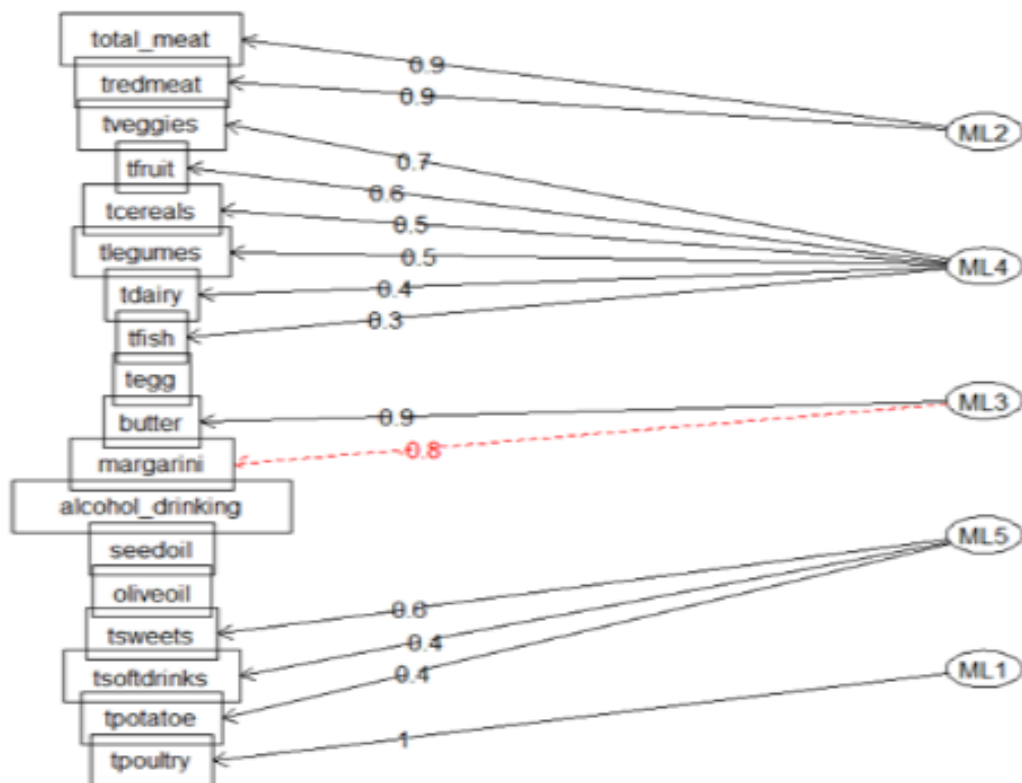 total_meat
0.9
tredmeat
0.9
tveggies
ML2
0.7
tfruit
0.6
tcereals
0.5
tlegumes
0.5
ML4
tdairy
0.4
tfish
0.3
tegg
butter
0.9
ML3
margarini
-0.8
alcohol_drinking
seedoil
ML5
oliveoil
0.6
tsweets
0.4
tsoftdrinks
0.4
ML1
tpotatoe
1
tpoultry